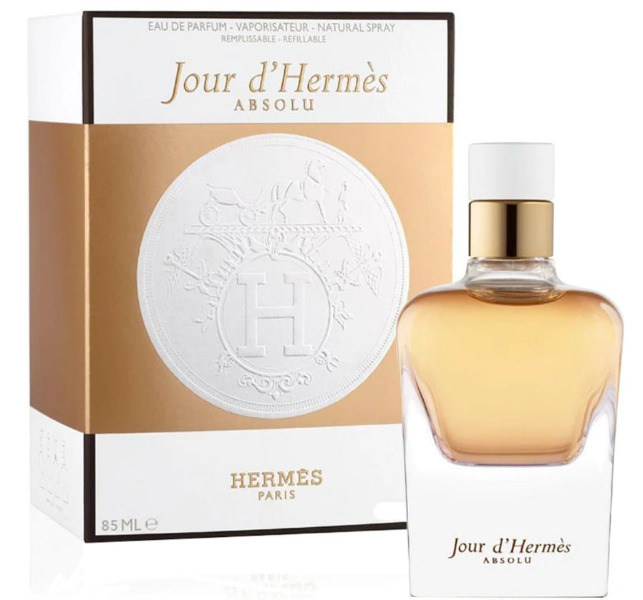 EAU DE PARFUM - VAPORISATEUR - NATURAL SPRAY
REMPLISSABLE - REFILLABLE
Jour d'Hermès
ABSOLU
H
HERMÈS
PARIS
85 ML ℮
Jour d'Hermès
ABSOLU